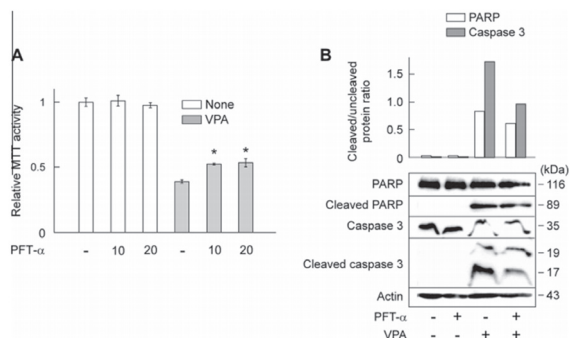 A
Relative MTT activity
1
0.5
0
None
VPA
*
*
PFT-α - 10 20 - 10 20
B
PARP
Caspase 3
Cleaved/uncleaved
protein ratio
1.5
1.0
0.5
0
(kDa)
PARP - 116
Cleaved PARP - 89
Caspase 3 - 35
- 19
Cleaved caspase 3 - 17
Actin - 43
PFT-α - + - +
VPA - - + +